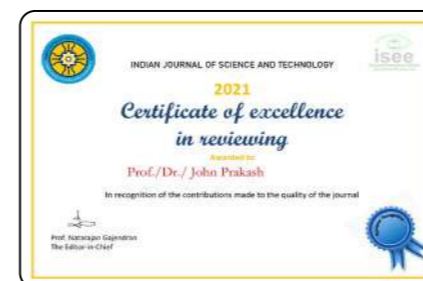 INDIAN JOURNAL OF SCIENCE AND TECHNOLOGY
isee
2021
Certificate of excellence
in reviewing
Awarded to
Prof./Dr./ John Prakash
In recognition of the contributions made to the quality of the journal
Prof. Natarajan Gajendran
The Editor-in-Chief